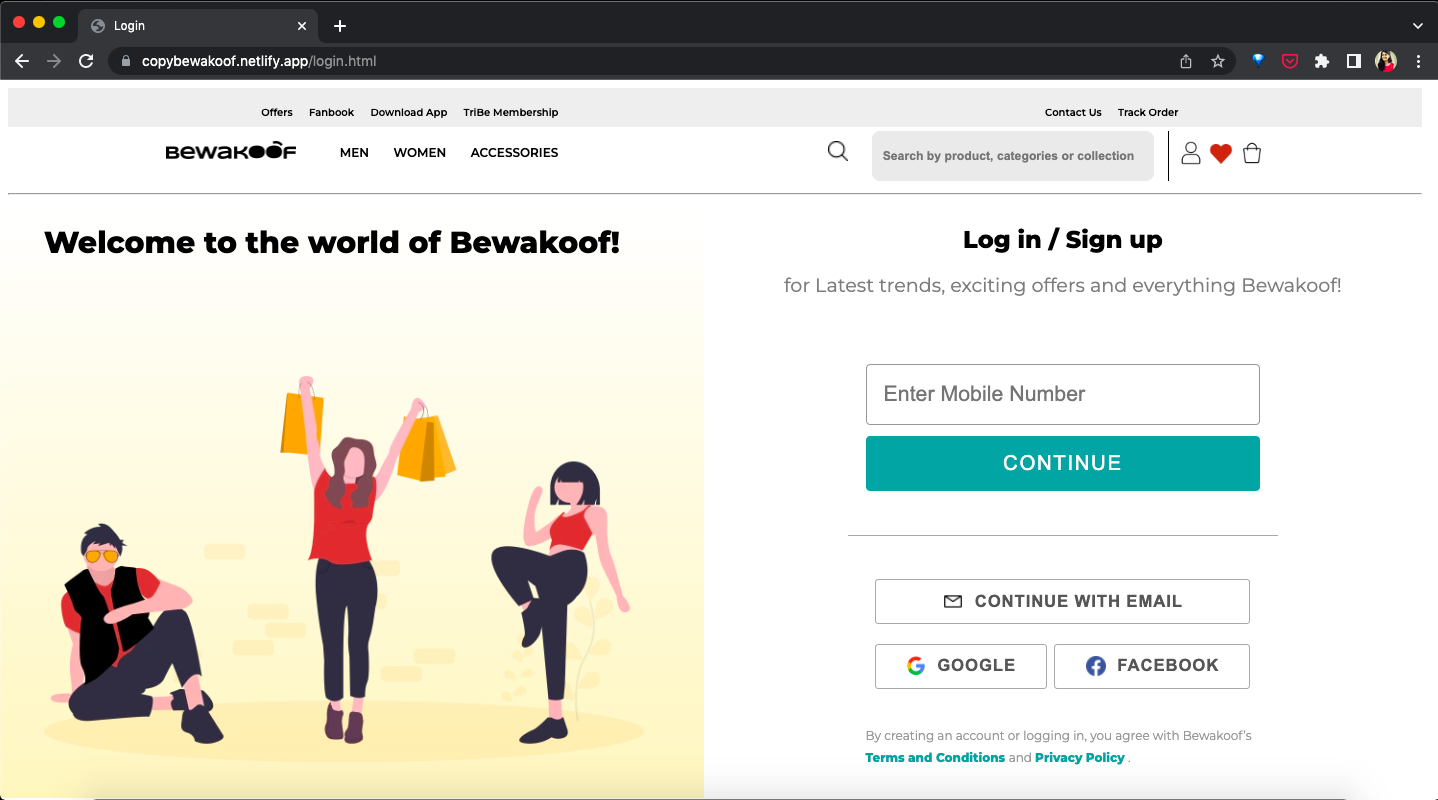 Login
copybewakoof.netlify.app/login.html
Offers Fanbook Download App TriBe Membership Contact Us Track Order
BEWAKOOF MEN WOMEN ACCESSORIES Search by product, categories or collection
Welcome to the world of Bewakoof!
Log in / Sign up
for Latest trends, exciting offers and everything Bewakoof!
Enter Mobile Number
CONTINUE
CONTINUE WITH EMAIL
GOOGLE FACEBOOK
By creating an account or logging in, you agree with Bewakoof's
Terms and Conditions and Privacy Policy .